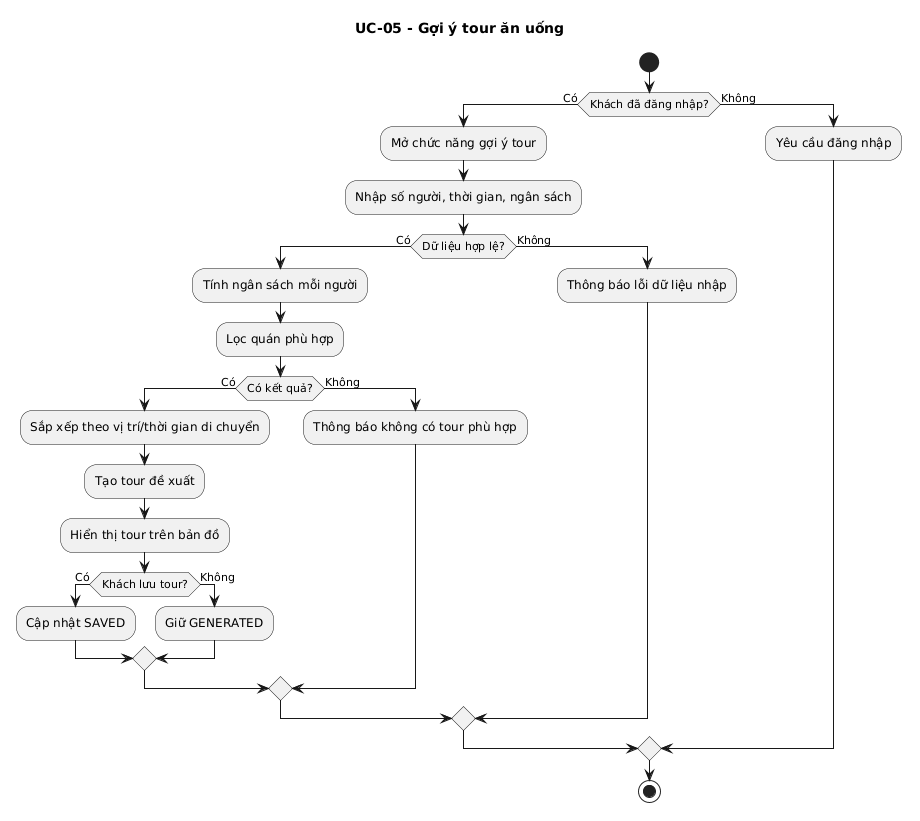 UC-05 - Gợi ý tour ăn uống
Có
Khách đã đăng nhập?
Không
Mở chức năng gợi ý tour
Yêu cầu đăng nhập
Nhập số người, thời gian, ngân sách
Có
Dữ liệu hợp lệ?
Không
Tính ngân sách mỗi người
Thông báo lỗi dữ liệu nhập
Lọc quán phù hợp
Có
Có kết quả?
Không
Sắp xếp theo vị trí/thời gian di chuyển
Thông báo không có tour phù hợp
Tạo tour đề xuất
Hiển thị tour trên bản đồ
Có
Khách lưu tour?
Không
Cập nhật SAVED
Giữ GENERATED